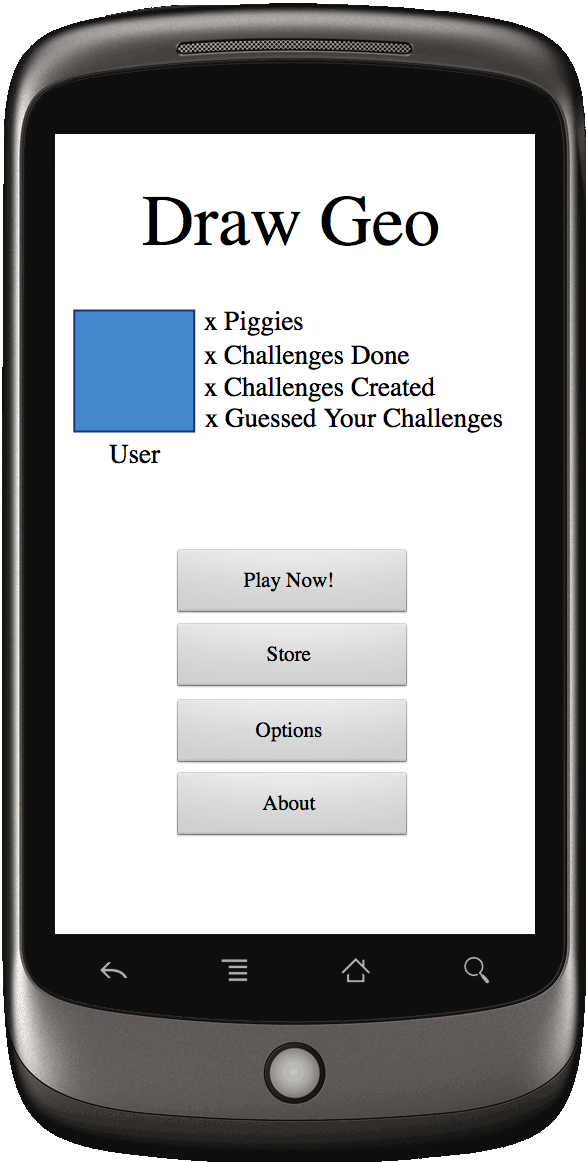 Draw Geo
x Piggies
x Challenges Done
x Challenges Created
x Guessed Your Challenges
User
Play Now!
Store
Options
About